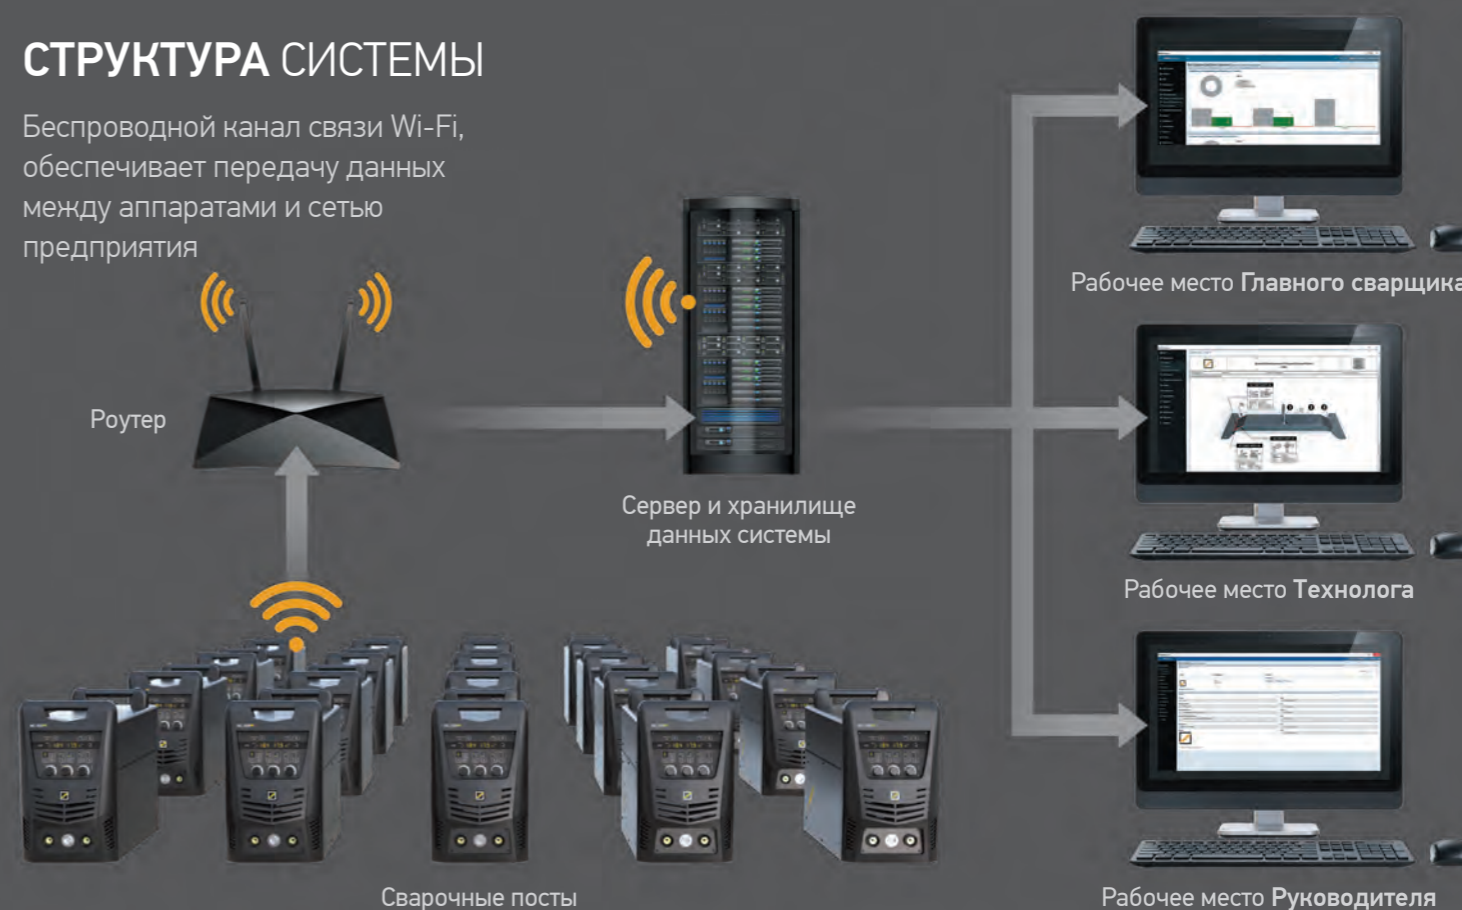 СТРУКТУРА СИСТЕМЫ
Беспроводной канал связи Wi-Fi,
обеспечивает передачу данных
между аппаратами и сетью
предприятия
Роутер
Сервер и хранилище
данных системы
Сварочные посты
Рабочее место Главного сварщика
Рабочее место Технолога
Рабочее место Руководителя